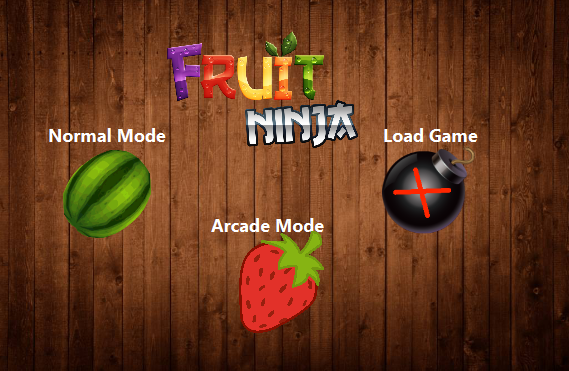 FRUIT
NINJA
Normal Mode
Load Game
Arcade Mode